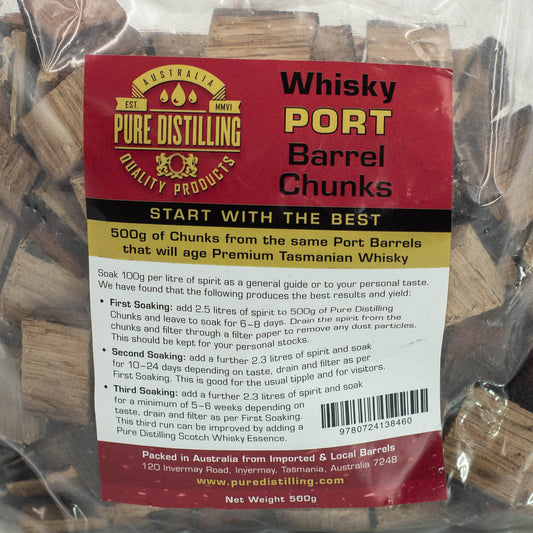 AUSTRALIA
EST. MMVI
PURE DISTILLING
QUALITY PRODUCTS
Whisky
PORT
Barrel
Chunks
START WITH THE BEST
500g of Chunks from the same Port Barrels
that will age Premium Tasmanian Whisky
Soak 100g per litre of spirit as a general guide or to your personal taste.
We have found that the following produces the best results and yield:
• First Soaking: add 2.5 litres of spirit to 500g of Pure Distilling
Chunks and leave to soak for 6-8 days. Drain the spirit from the
chunks and filter through a filter paper to remove any dust particles.
This should be kept for your personal stocks.
• Second Soaking: add a further 2.3 litres of spirit and soak
for 10-24 days depending on taste, drain and filter as per
First Soaking. This is good for the usual tipple and for visitors.
• Third Soaking: add a further 2.3 litres of spirit and soak
for a minimum of 5-6 weeks depending on
taste, drain and filter as per First Soaking.
This third run can be improved by adding a
Pure Distilling Scotch Whisky Essence.
9780724138460
Packed in Australia from Imported & Local Barrels
120 Invermay Road, Invermay, Tasmania, Australia 7248
www.puredistilling.com
Net Weight 500g